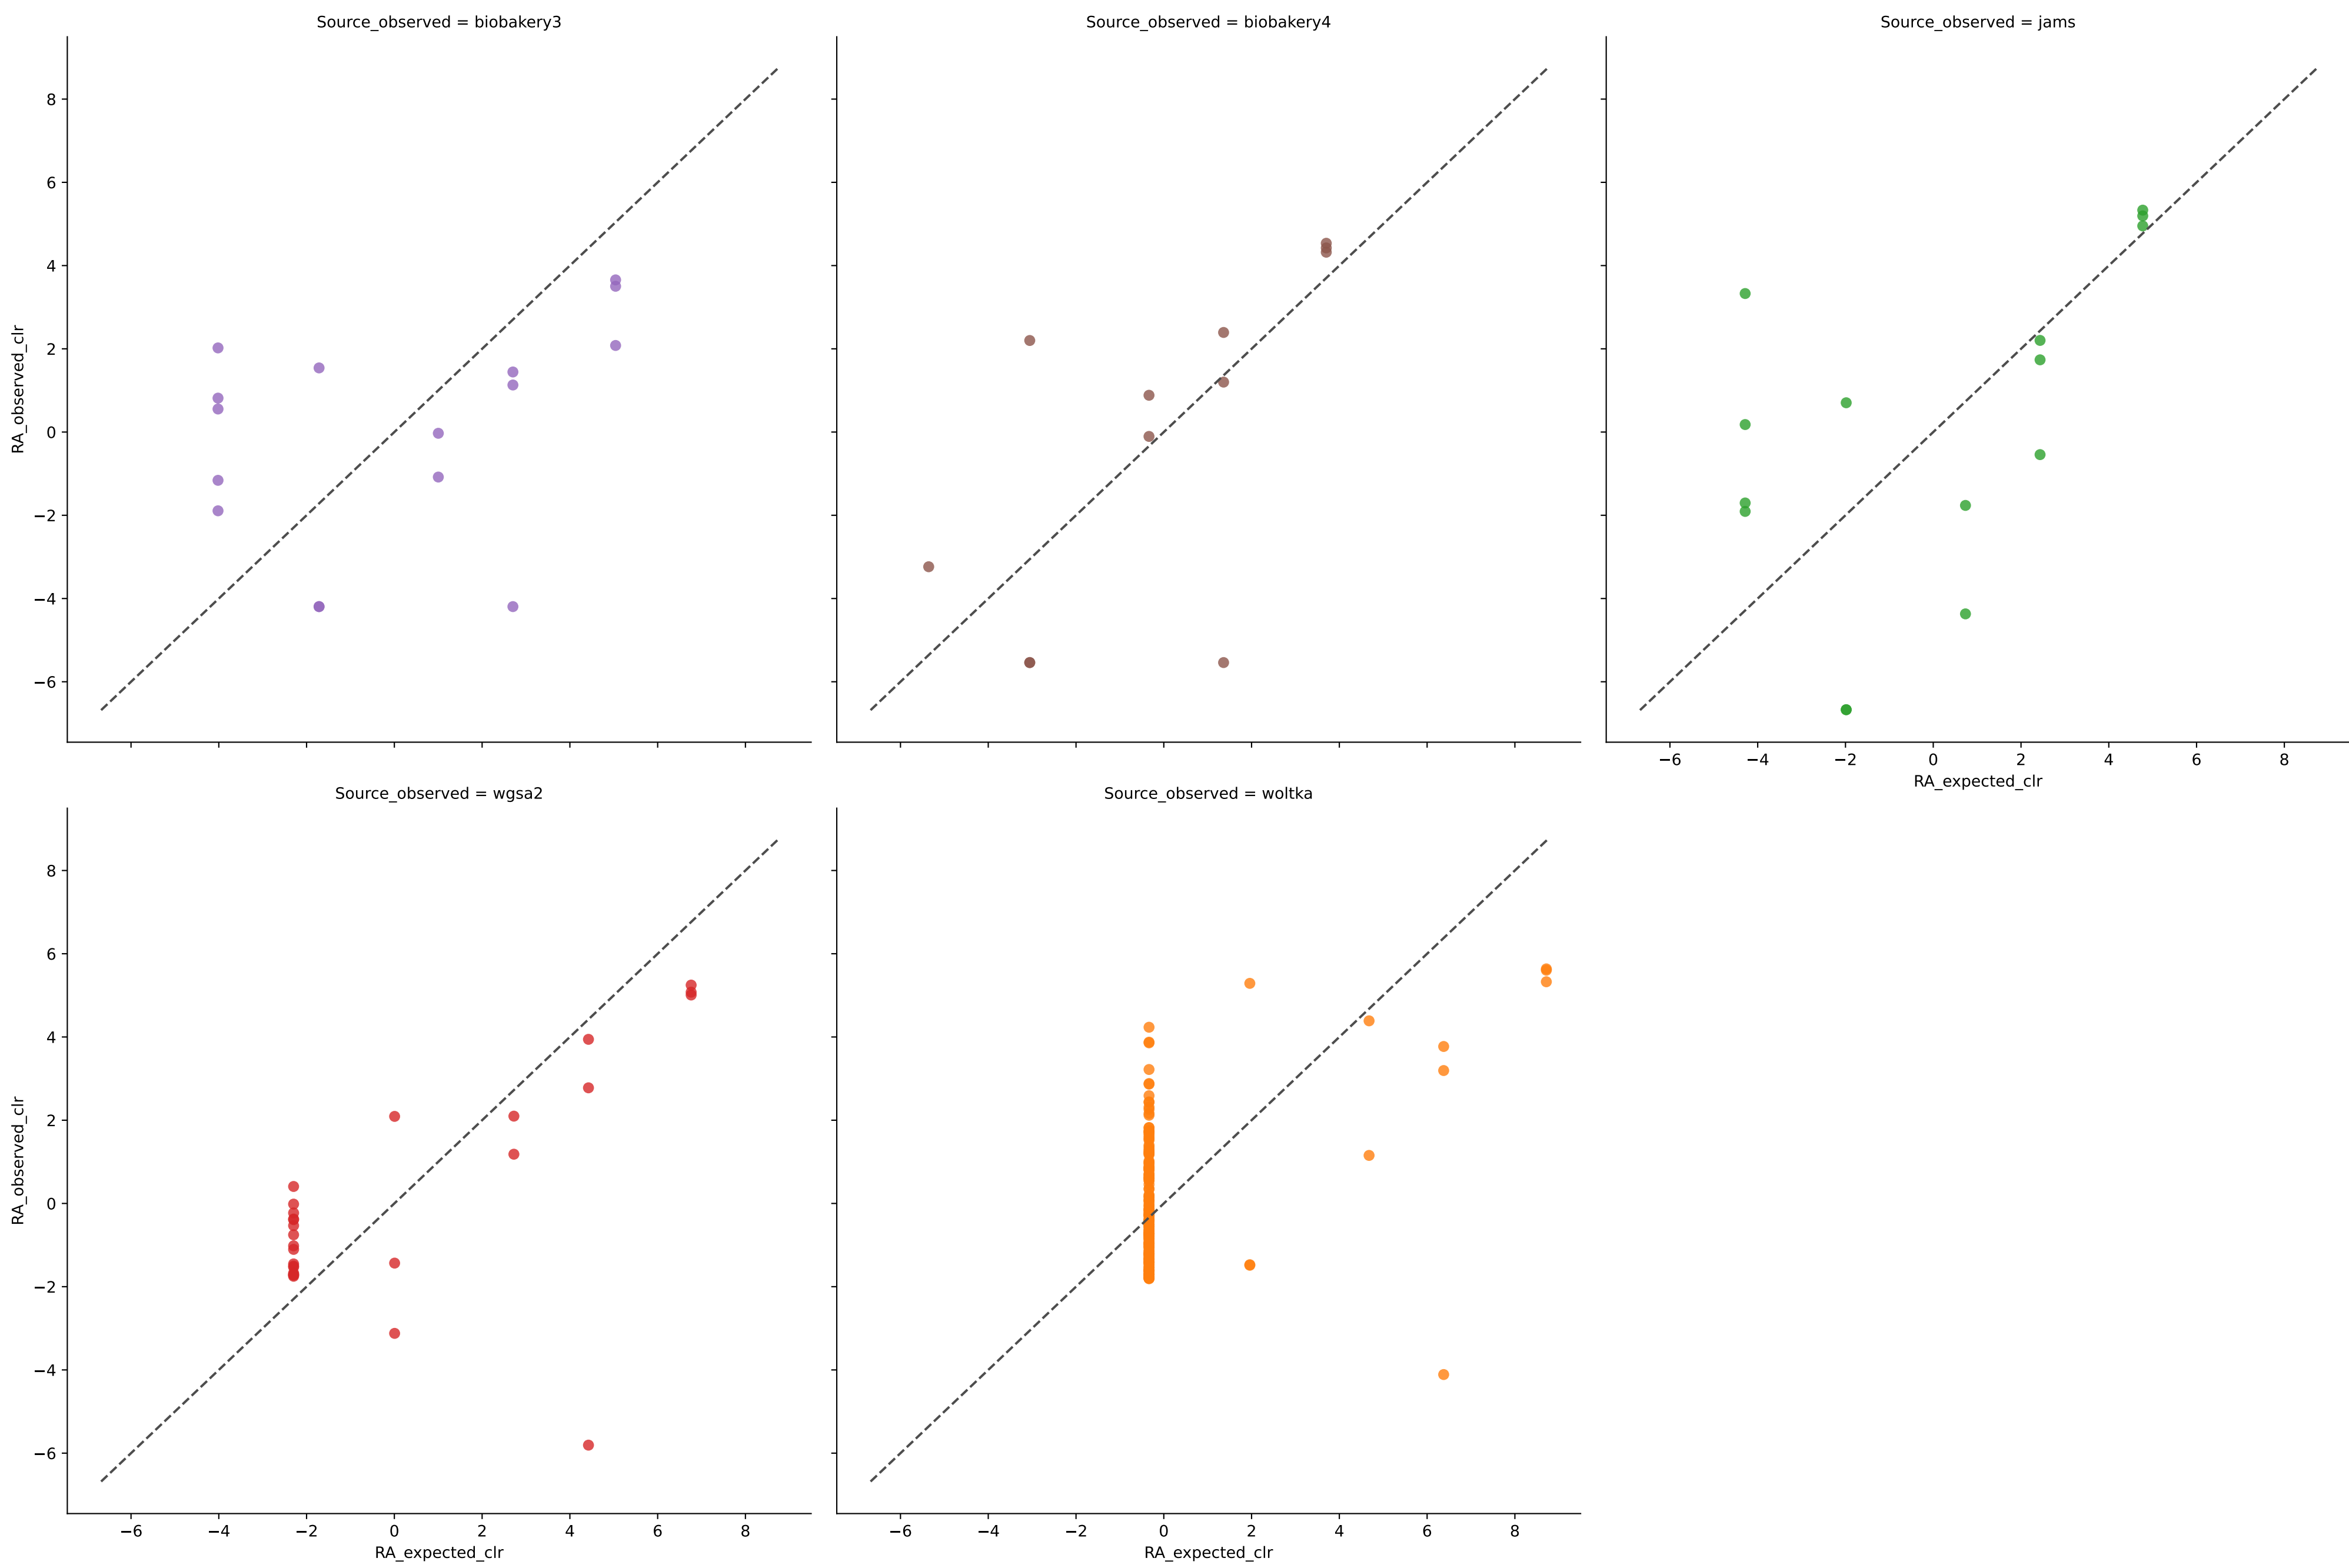 Source_observed = biobakery3
Source_observed = biobakery4
Source_observed = jams
RA_observed_clr
8
6
4
2
0
−2
−4
−6
−6 −4 −2 0 2 4 6 8
RA_expected_clr
Source_observed = wgsa2
Source_observed = woltka
RA_observed_clr
8
6
4
2
0
−2
−4
−6
−6 −4 −2 0 2 4 6 8
RA_expected_clr
−6 −4 −2 0 2 4 6 8
RA_expected_clr